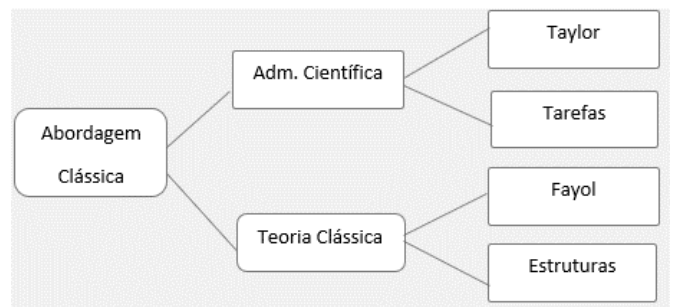 Abordagem
Clássica
Adm. Científica
Taylor
Tarefas
Teoria Clássica
Fayol
Estruturas